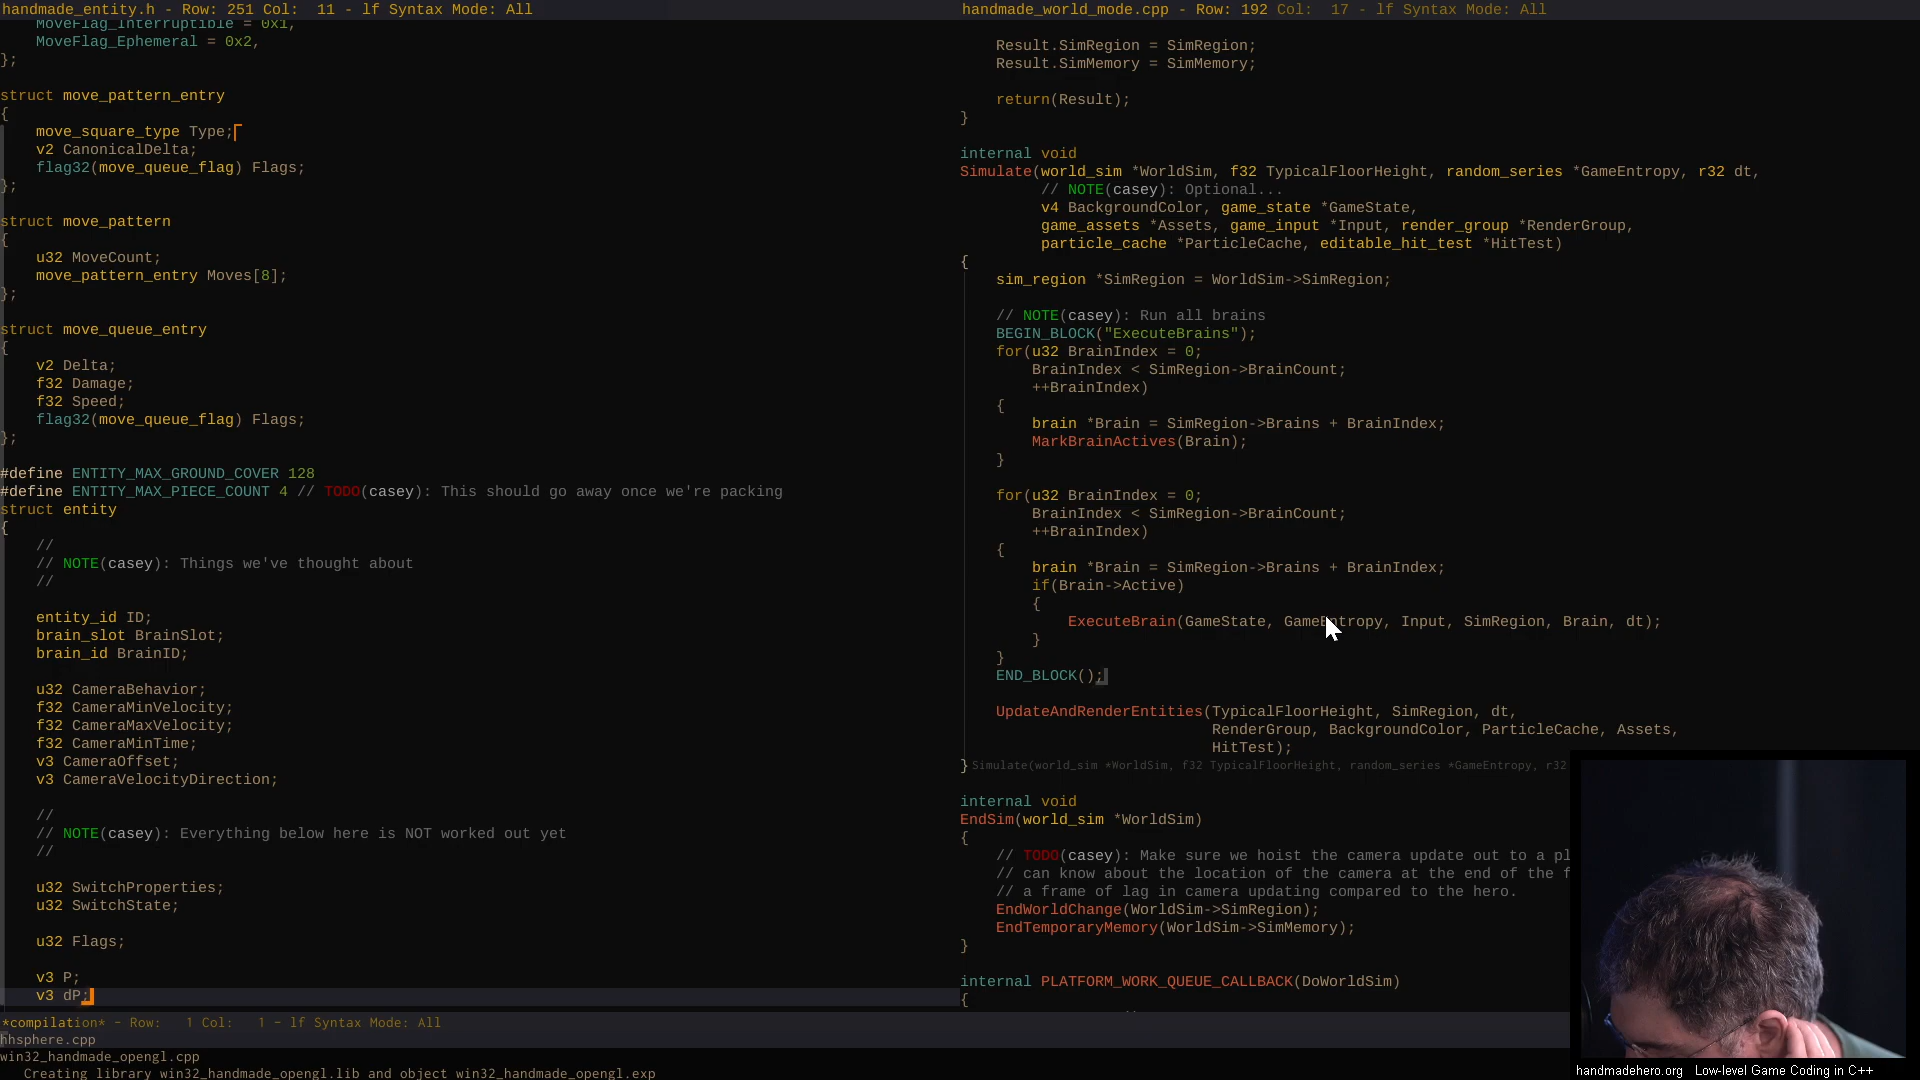 handmade_entity.h - Row: 251 Col:  11 - lf Syntax Mode: All
    MoveFlag_Interruptible = 0x1,
    MoveFlag_Ephemeral = 0x2,
};
struct move_pattern_entry
{
    move_square_type Type;
    v2 CanonicalDelta;
    flag32(move_queue_flag) Flags;
};
struct move_pattern
{
    u32 MoveCount;
    move_pattern_entry Moves[8];
};
struct move_queue_entry
{
    v2 Delta;
    f32 Damage;
    f32 Speed;
    flag32(move_queue_flag) Flags;
};
#define ENTITY_MAX_GROUND_COVER 128
#define ENTITY_MAX_PIECE_COUNT 4 // TODO(casey): This should go away once we're packing
struct entity
{
    //
    // NOTE(casey): Things we've thought about
    //
    entity_id ID;
    brain_slot BrainSlot;
    brain_id BrainID;
    u32 CameraBehavior;
    f32 CameraMinVelocity;
    f32 CameraMaxVelocity;
    f32 CameraMinTime;
    v3 CameraOffset;
    v3 CameraVelocityDirection;
    //
    // NOTE(casey): Everything below here is NOT worked out yet
    //
    u32 SwitchProperties;
    u32 SwitchState;
    u32 Flags;
    v3 P;
    v3 dP;
handmade_world_mode.cpp - Row: 192 Col:  17 - lf Syntax Mode: All
    Result.SimRegion = SimRegion;
    Result.SimMemory = SimMemory;
    return(Result);
}
internal void
Simulate(world_sim *WorldSim, f32 TypicalFloorHeight, random_series *GameEntropy, r32 dt,
         // NOTE(casey): Optional...
         v4 BackgroundColor, game_state *GameState,
         game_assets *Assets, game_input *Input, render_group *RenderGroup,
         particle_cache *ParticleCache, editable_hit_test *HitTest)
{
    sim_region *SimRegion = WorldSim->SimRegion;
    // NOTE(casey): Run all brains
    BEGIN_BLOCK("ExecuteBrains");
    for(u32 BrainIndex = 0;
        BrainIndex < SimRegion->BrainCount;
        ++BrainIndex)
    {
        brain *Brain = SimRegion->Brains + BrainIndex;
        MarkBrainActives(Brain);
    }
    for(u32 BrainIndex = 0;
        BrainIndex < SimRegion->BrainCount;
        ++BrainIndex)
    {
        brain *Brain = SimRegion->Brains + BrainIndex;
        if(Brain->Active)
        {
            ExecuteBrain(GameState, GameEntropy, Input, SimRegion, Brain, dt);
        }
    }
    END_BLOCK();
    UpdateAndRenderEntities(TypicalFloorHeight, SimRegion, dt,
                            RenderGroup, BackgroundColor, ParticleCache, Assets,
                            HitTest);
} Simulate(world_sim *WorldSim, f32 TypicalFloorHeight, random_series *GameEntropy, r32
internal void
EndSim(world_sim *WorldSim)
{
    // TODO(casey): Make sure we hoist the camera update out to a pl
    // can know about the location of the camera at the end of the f
    // a frame of lag in camera updating compared to the hero.
    EndWorldChange(WorldSim->SimRegion);
    EndTemporaryMemory(WorldSim->SimMemory);
}
internal PLATFORM_WORK_QUEUE_CALLBACK(DoWorldSim)
{
*compilation* - Row:   1 Col:   1 - lf Syntax Mode: All
hhsphere.cpp
win32_handmade_opengl.cpp
   Creating library win32_handmade_opengl.lib and object win32_handmade_opengl.exp
handmadehero.org   Low-level Game Coding in C++